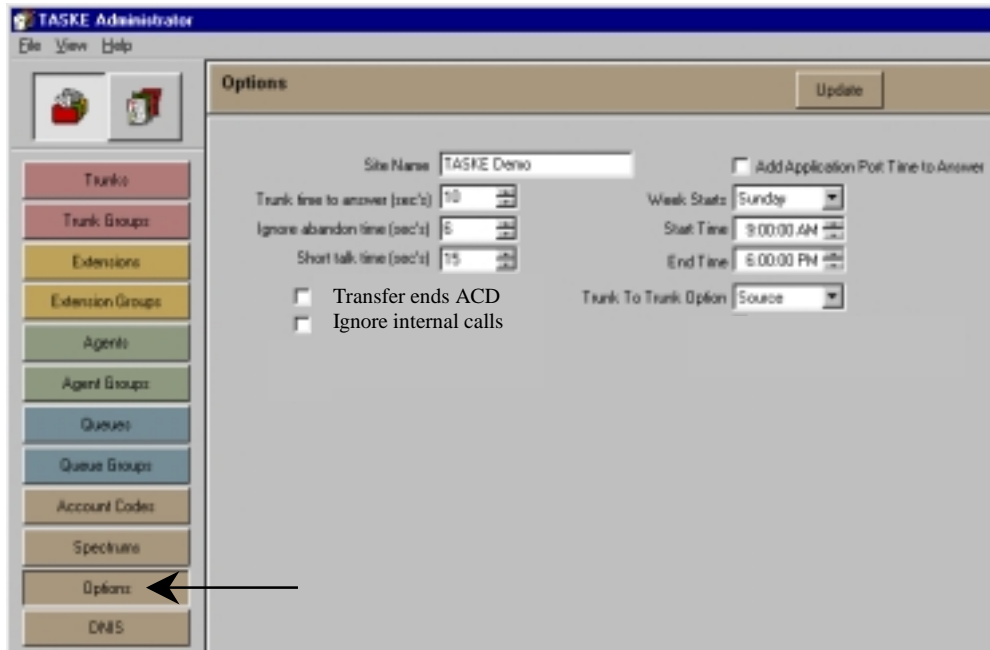 TASKE Administrator
File View Help
Options
Update
Trunks
Trunk Groups
Extensions
Extension Groups
Agents
Agent Groups
Queues
Queue Groups
Account Codes
Spectrums
Options
DNIS
Site Name TASKE Demo
Trunk time to answer (sec's) 10
Ignore abandon time (sec's) 6
Short talk time (sec's) 15
Transfer ends ACD
Ignore internal calls
Add Application Port Time to Answer
Week Starts Sunday
Start Time 9:00:00 AM
End Time 6:00:00 PM
Trunk To Trunk Option Source